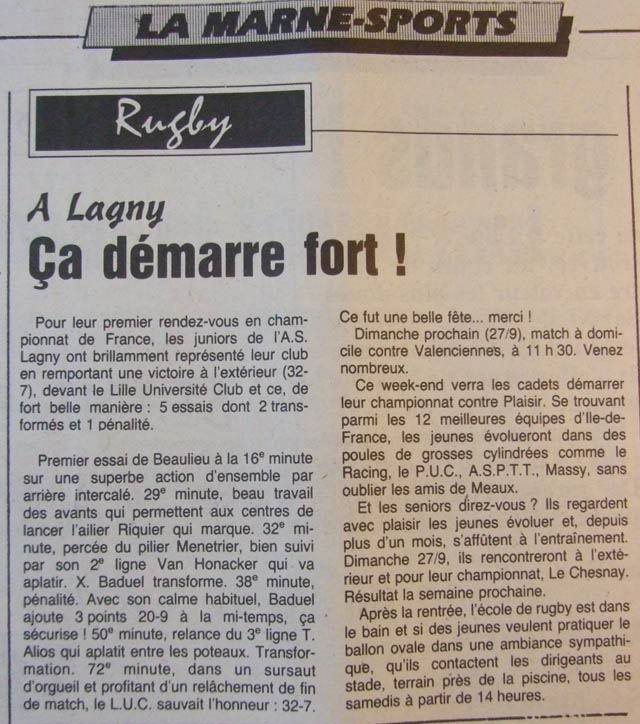 LA MARNE-SPORTS
Rugby
A Lagny
Ça démarre fort !
Pour leur premier rendez-vous en cham-
pionnat de France, les juniors de l'A.S.
Lagny ont brillamment représenté leur club
en remportant une victoire à l'extérieur (32-
7), devant le Lille Université Club et ce, de
fort belle manière : 5 essais dont 2 trans-
formés et 1 pénalité.
Premier essai de Beaulieu à la 16e minute
sur une superbe action d'ensemble par
arrière intercalé. 29e minute, beau travail
des avants qui permettent aux centres de
lancer l'ailier Riquier qui marque. 32e mi-
nute, percée du pilier Menetrier, bien suivi
par son 2e ligne Van Honacker qui va
aplatir. X. Baduel transforme. 38e minute,
pénalité. Avec son calme habituel, Baduel
ajoute 3 points 20-9 à la mi-temps, ça
sécurise ! 50e minute, relance du 3e ligne T.
Alios qui aplatit entre les poteaux. Transfor-
mation. 72e minute, dans un sursaut
d'orgueil et profitant d'un relâchement de fin
de match, le L.U.C. sauvait l'honneur : 32-7.
Ce fut une belle fête... merci !
Dimanche prochain (27/9), match à domi-
cile contre Valenciennes, à 11 h 30. Venez
nombreux.
Ce week-end verra les cadets démarrer
leur championnat contre Plaisir. Se trouvant
parmi les 12 meilleures équipes d'Ile-de-
France, les jeunes évolueront dans des
poules de grosses cylindrées comme le
Racing, le P.U.C., A.S.P.T.T., Massy, sans
oublier les amis de Meaux.
Et les seniors direz-vous ? Ils regardent
avec plaisir les jeunes évoluer et, depuis
plus d'un mois, s'affûtent à l'entraînement.
Dimanche 27/9, ils rencontreront à l'exté-
rieur et pour leur championnat, Le Chesnay.
Résultat la semaine prochaine.
Après la rentrée, l'école de rugby est dans
le bain et si des jeunes veulent pratiquer le
ballon ovale dans une ambiance sympathi-
que, qu'ils contactent les dirigeants au
stade, terrain près de la piscine, tous les
samedis à partir de 14 heures.